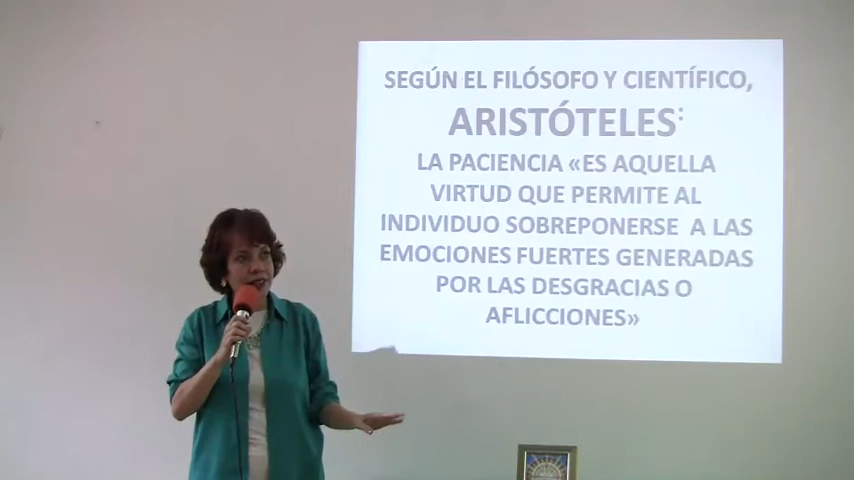 SEGÚN EL FILÓSOFO Y CIENTÍFICO,
ARISTÓTELES:
LA PACIENCIA «ES AQUELLA
VIRTUD QUE PERMITE AL
INDIVIDUO SOBREPONERSE A LAS
EMOCIONES FUERTES GENERADAS
POR LAS DESGRACIAS O
AFLICCIONES»